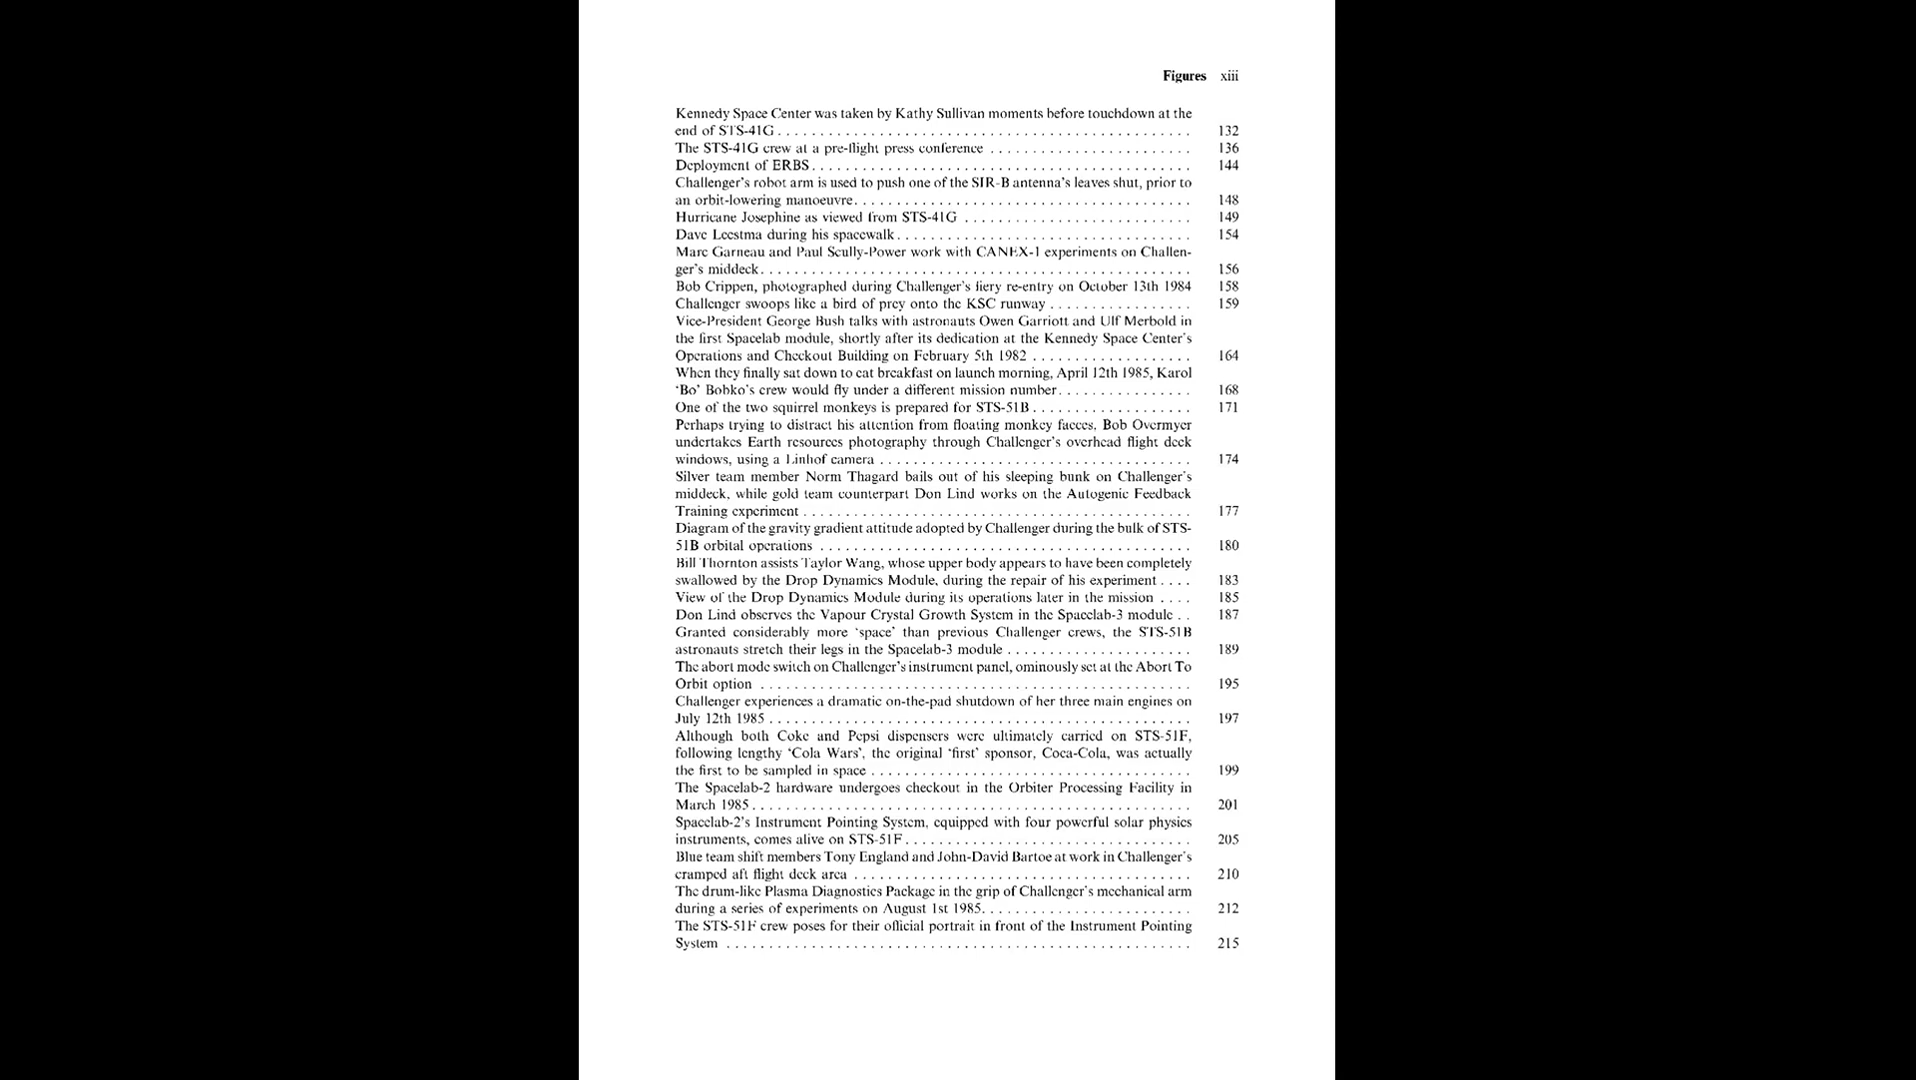 Figures xiii
Kennedy Space Center was taken by Kathy Sullivan moments before touchdown at the
end of STS-41G . . . . . . . . . . . . . . . . . . . . . . . . . . . . . . . . . . . . . . . . . . . . . . . . . 132
The STS-41G crew at a pre-flight press conference . . . . . . . . . . . . . . . . . . . . . . . . 136
Deployment of ERBS . . . . . . . . . . . . . . . . . . . . . . . . . . . . . . . . . . . . . . . . . . . . . 144
Challenger's robot arm is used to push one of the SIR-B antenna's leaves shut, prior to
an orbit-lowering manoeuvre. . . . . . . . . . . . . . . . . . . . . . . . . . . . . . . . . . . . . . . . 148
Hurricane Josephine as viewed from STS-41G . . . . . . . . . . . . . . . . . . . . . . . . . . . 149
Dave Leestma during his spacewalk . . . . . . . . . . . . . . . . . . . . . . . . . . . . . . . . . . . 154
Marc Garneau and Paul Scully-Power work with CANEX-1 experiments on Challen-
ger's middeck. . . . . . . . . . . . . . . . . . . . . . . . . . . . . . . . . . . . . . . . . . . . . . . . . . . 156
Bob Crippen, photographed during Challenger's fiery re-entry on October 13th 1984 158
Challenger swoops like a bird of prey onto the KSC runway . . . . . . . . . . . . . . . . . 159
Vice-President George Bush talks with astronauts Owen Garriott and Ulf Merbold in
the first Spacelab module, shortly after its dedication at the Kennedy Space Center's
Operations and Checkout Building on February 5th 1982 . . . . . . . . . . . . . . . . . . . 164
When they finally sat down to eat breakfast on launch morning, April 12th 1985, Karol
'Bo' Bobko's crew would fly under a different mission number. . . . . . . . . . . . . . . . 168
One of the two squirrel monkeys is prepared for STS-51B . . . . . . . . . . . . . . . . . . . 171
Perhaps trying to distract his attention from floating monkey faeces, Bob Overmyer
undertakes Earth resources photography through Challenger's overhead flight deck
windows, using a Linhof camera . . . . . . . . . . . . . . . . . . . . . . . . . . . . . . . . . . . . . 174
Silver team member Norm Thagard bails out of his sleeping bunk on Challenger's
middeck, while gold team counterpart Don Lind works on the Autogenic Feedback
Training experiment . . . . . . . . . . . . . . . . . . . . . . . . . . . . . . . . . . . . . . . . . . . . . . 177
Diagram of the gravity gradient attitude adopted by Challenger during the bulk of STS-
51B orbital operations . . . . . . . . . . . . . . . . . . . . . . . . . . . . . . . . . . . . . . . . . . . . 180
Bill Thornton assists Taylor Wang, whose upper body appears to have been completely
swallowed by the Drop Dynamics Module, during the repair of his experiment . . . . 183
View of the Drop Dynamics Module during its operations later in the mission . . . . 185
Don Lind observes the Vapour Crystal Growth System in the Spacelab-3 module . . 187
Granted considerably more 'space' than previous Challenger crews, the STS-51B
astronauts stretch their legs in the Spacelab-3 module . . . . . . . . . . . . . . . . . . . . . . 189
The abort mode switch on Challenger's instrument panel, ominously set at the Abort To
Orbit option . . . . . . . . . . . . . . . . . . . . . . . . . . . . . . . . . . . . . . . . . . . . . . . . . . . 195
Challenger experiences a dramatic on-the-pad shutdown of her three main engines on
July 12th 1985 . . . . . . . . . . . . . . . . . . . . . . . . . . . . . . . . . . . . . . . . . . . . . . . . . . 197
Although both Coke and Pepsi dispensers were ultimately carried on STS-51F,
following lengthy 'Cola Wars', the original 'first' sponsor, Coca-Cola, was actually
the first to be sampled in space . . . . . . . . . . . . . . . . . . . . . . . . . . . . . . . . . . . . . . 199
The Spacelab-2 hardware undergoes checkout in the Orbiter Processing Facility in
March 1985 . . . . . . . . . . . . . . . . . . . . . . . . . . . . . . . . . . . . . . . . . . . . . . . . . . . . 201
Spacelab-2's Instrument Pointing System, equipped with four powerful solar physics
instruments, comes alive on STS-51F . . . . . . . . . . . . . . . . . . . . . . . . . . . . . . . . . . 205
Blue team shift members Tony England and John-David Bartoe at work in Challenger's
cramped aft flight deck area . . . . . . . . . . . . . . . . . . . . . . . . . . . . . . . . . . . . . . . . 210
The drum-like Plasma Diagnostics Package in the grip of Challenger's mechanical arm
during a series of experiments on August 1st 1985. . . . . . . . . . . . . . . . . . . . . . . . . 212
The STS-51F crew poses for their official portrait in front of the Instrument Pointing
System . . . . . . . . . . . . . . . . . . . . . . . . . . . . . . . . . . . . . . . . . . . . . . . . . . . . . . . 215